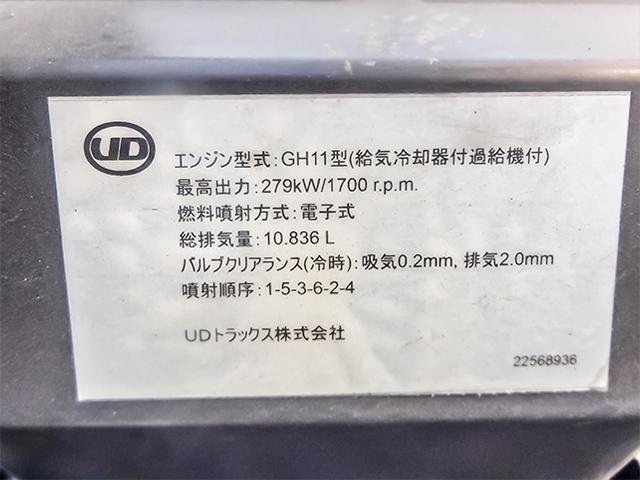 UD
エンジン型式:GH11型(給気冷却器付過給機付)
最高出力:279kW/1700 r.p.m.
燃料噴射方式:電子式
総排気量:10.836 L
バルブクリアランス(冷時):吸気0.2mm, 排気2.0mm
噴射順序:1-5-3-6-2-4
UDトラックス株式会社
22568936